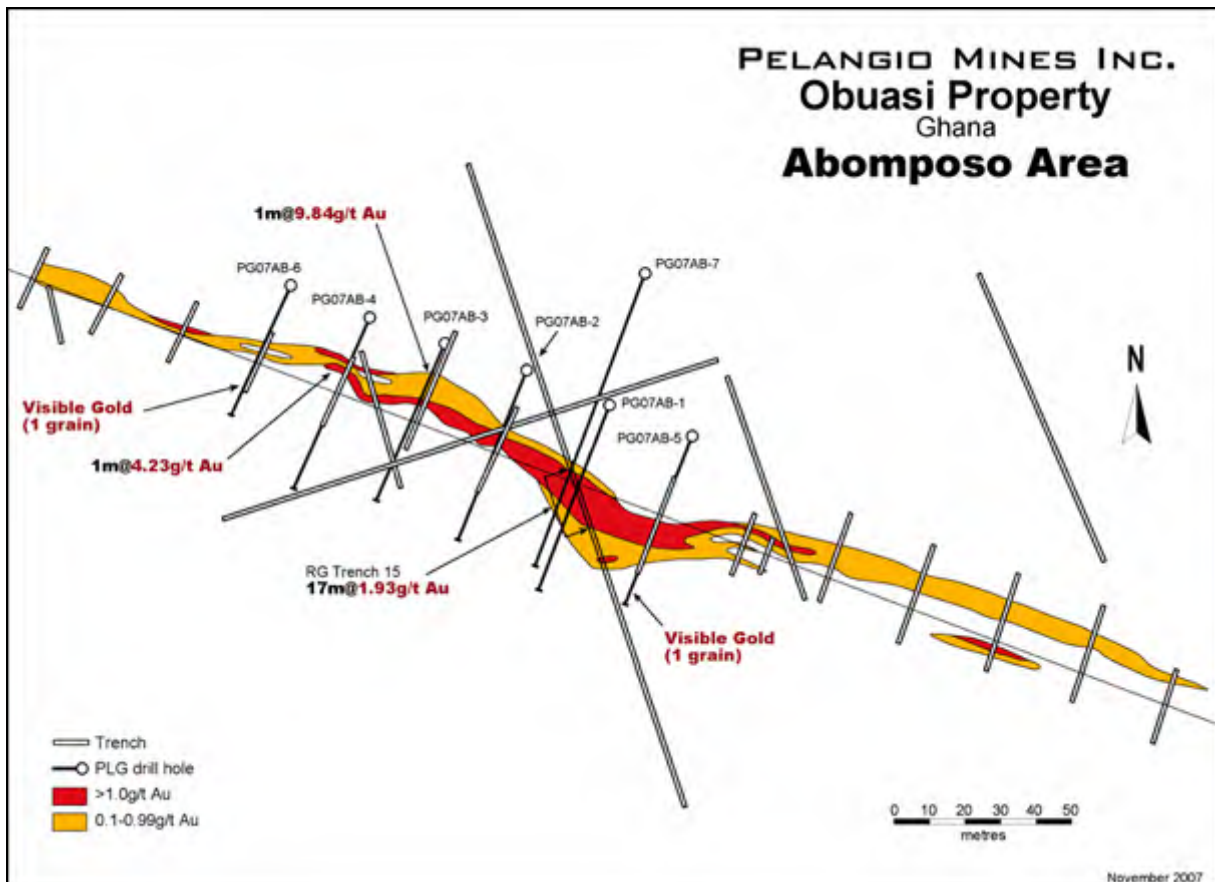 PELANGIO MINES INC.
Obuasi Property
Ghana
Abomposo Area
1m@9.84g/t Au
PG07AB-6
PG07AB-7
PG07AB-4
PG07AB-3
PG07AB-2
N
Visible Gold
(1 grain)
PG07AB-1
PG07AB-5
1m@4.23g/t Au
RG Trench 15
17m@1.93g/t Au
Visible Gold
(1 grain)
Trench
PLG drill hole
>1.0g/t Au
0.1-0.99g/t Au
0 10 20 30 40 50
metres
November 2007